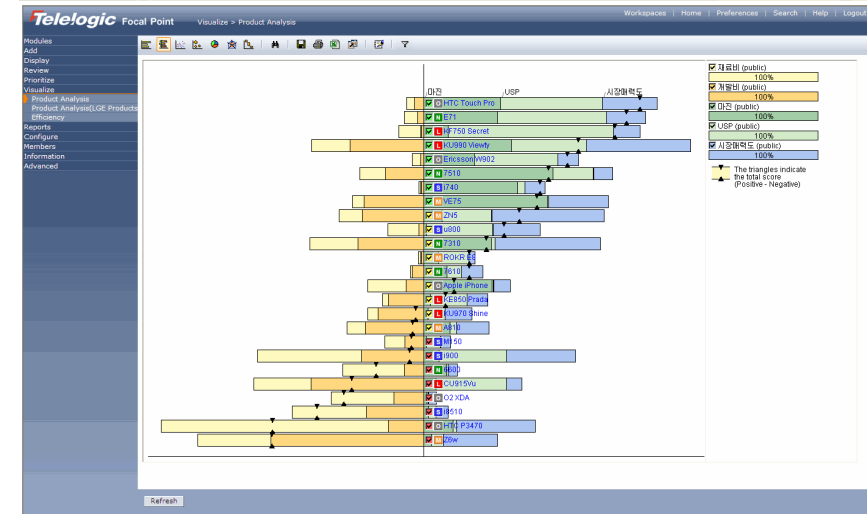 Telelogic Focal Point
Visualize > Product Analysis
Workspaces | Home | Preferences | Search | Help | Logout
Modules
Add
Display
Review
Prioritize
Visualize
Product Analysis
Product Analysis(LGE Products
Efficiency
Reports
Configure
Members
Information
Advanced
마진 USP 시장매력도
O HTC Touch Pro
N E71
L KF750 Secret
L KU990 Viewty
O Ericsson W902
N 7510
S i740
M VE75
M ZN5
S u800
N 7310
M ROKR E8
N 7610
O Apple iPhone
L KE850 Prada
L KU970 Shine
M A810
S M150
S i900
N 6600
L CU915Vu
O O2 XDA
S i8510
O HTC P3470
M Z6w
재료비 (public)
100%
개발비 (public)
100%
마진 (public)
100%
USP (public)
100%
시장매력도 (public)
100%
The triangles indicate
the total score
(Positive - Negative)
Refresh